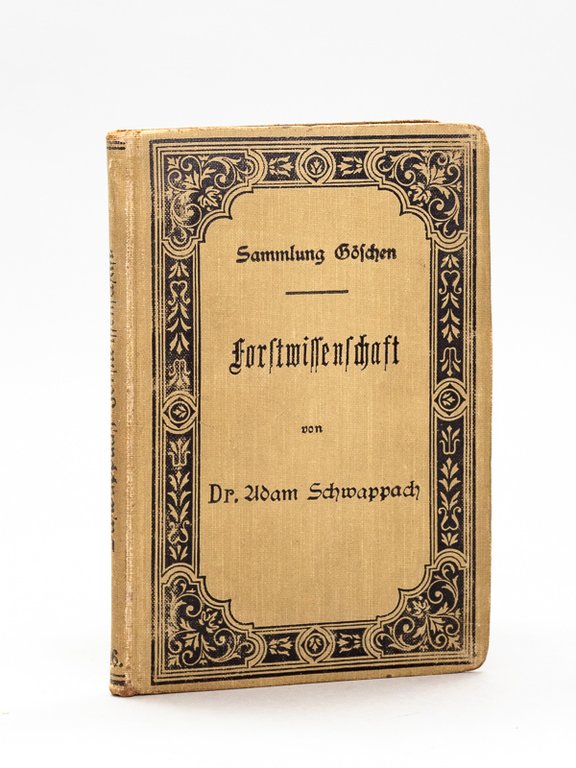 Sammlung Göschen
Forstwissenschaft
von
Dr. Adam Schwappach